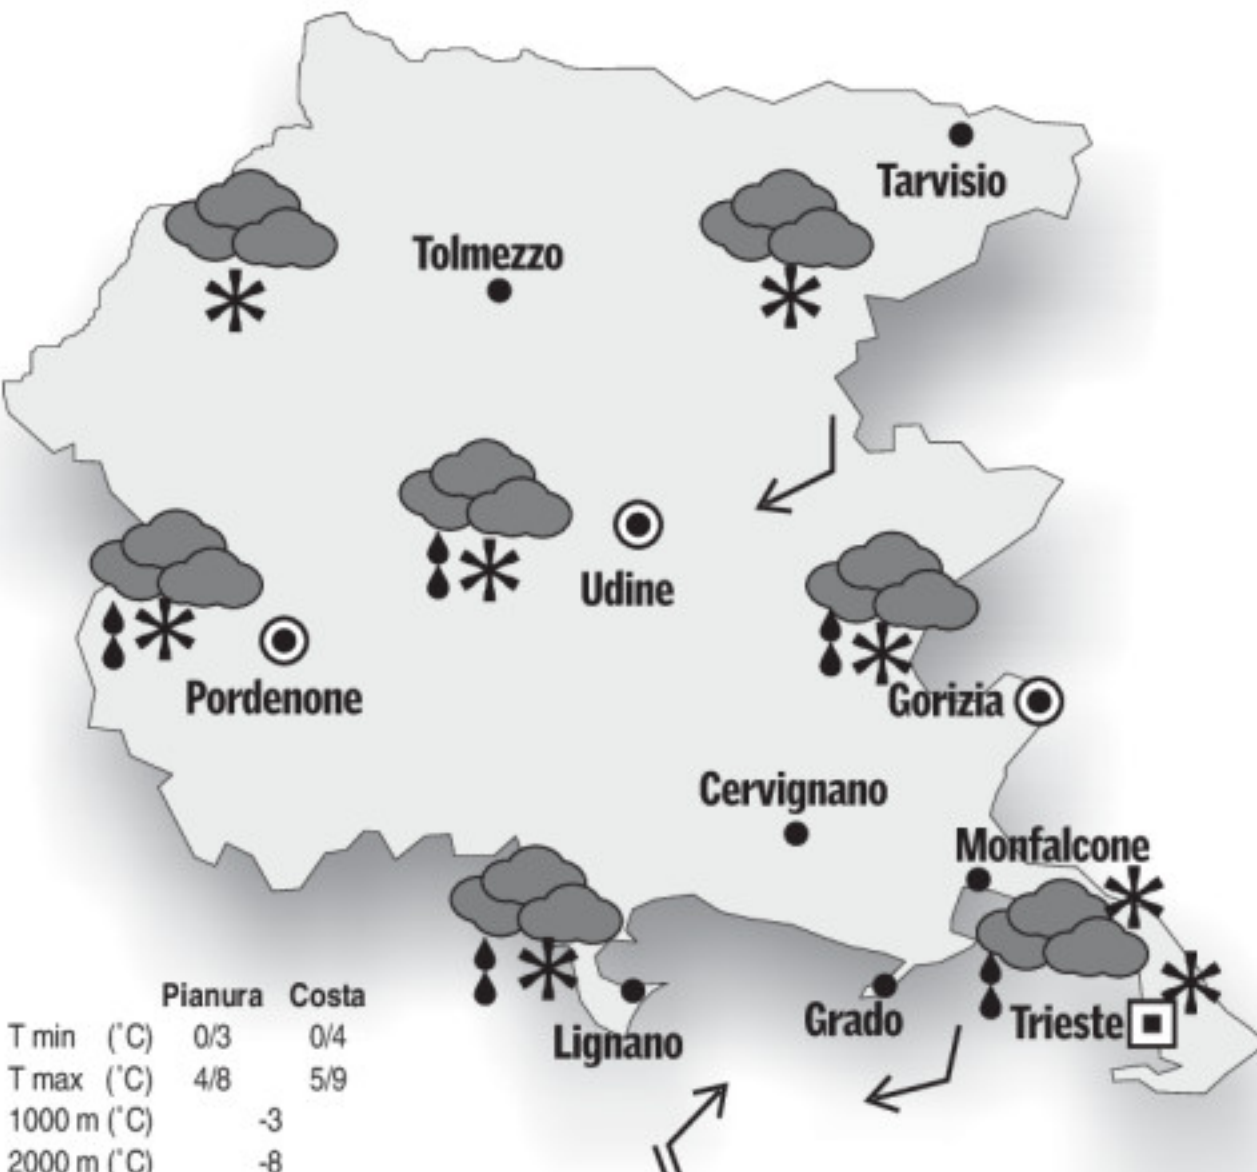 Tarvisio
Tolmezzo
Udine
Pordenone
Gorizia
Cervignano
Monfalcone
Pianura Costa
Grado
Trieste
T min (°C) 0/3 0/4
Lignano
T max (°C) 4/8 5/9
1000 m (°C) -3
2000 m (°C) -8